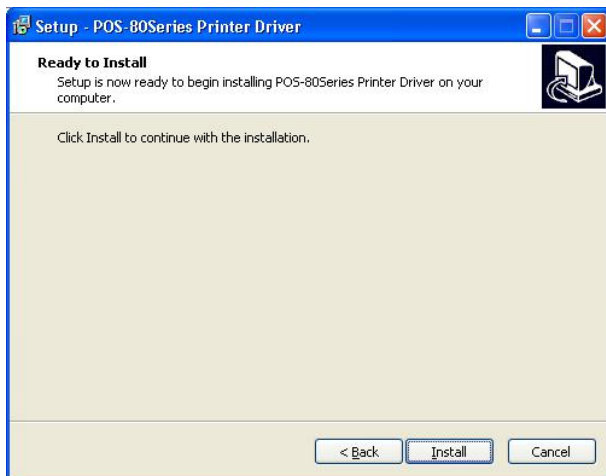 Setup - POS-80Series Printer Driver
Ready to Install
Setup is now ready to begin installing POS-80Series Printer Driver on your
computer.
Click Install to continue with the installation.
< Back
Install
Cancel